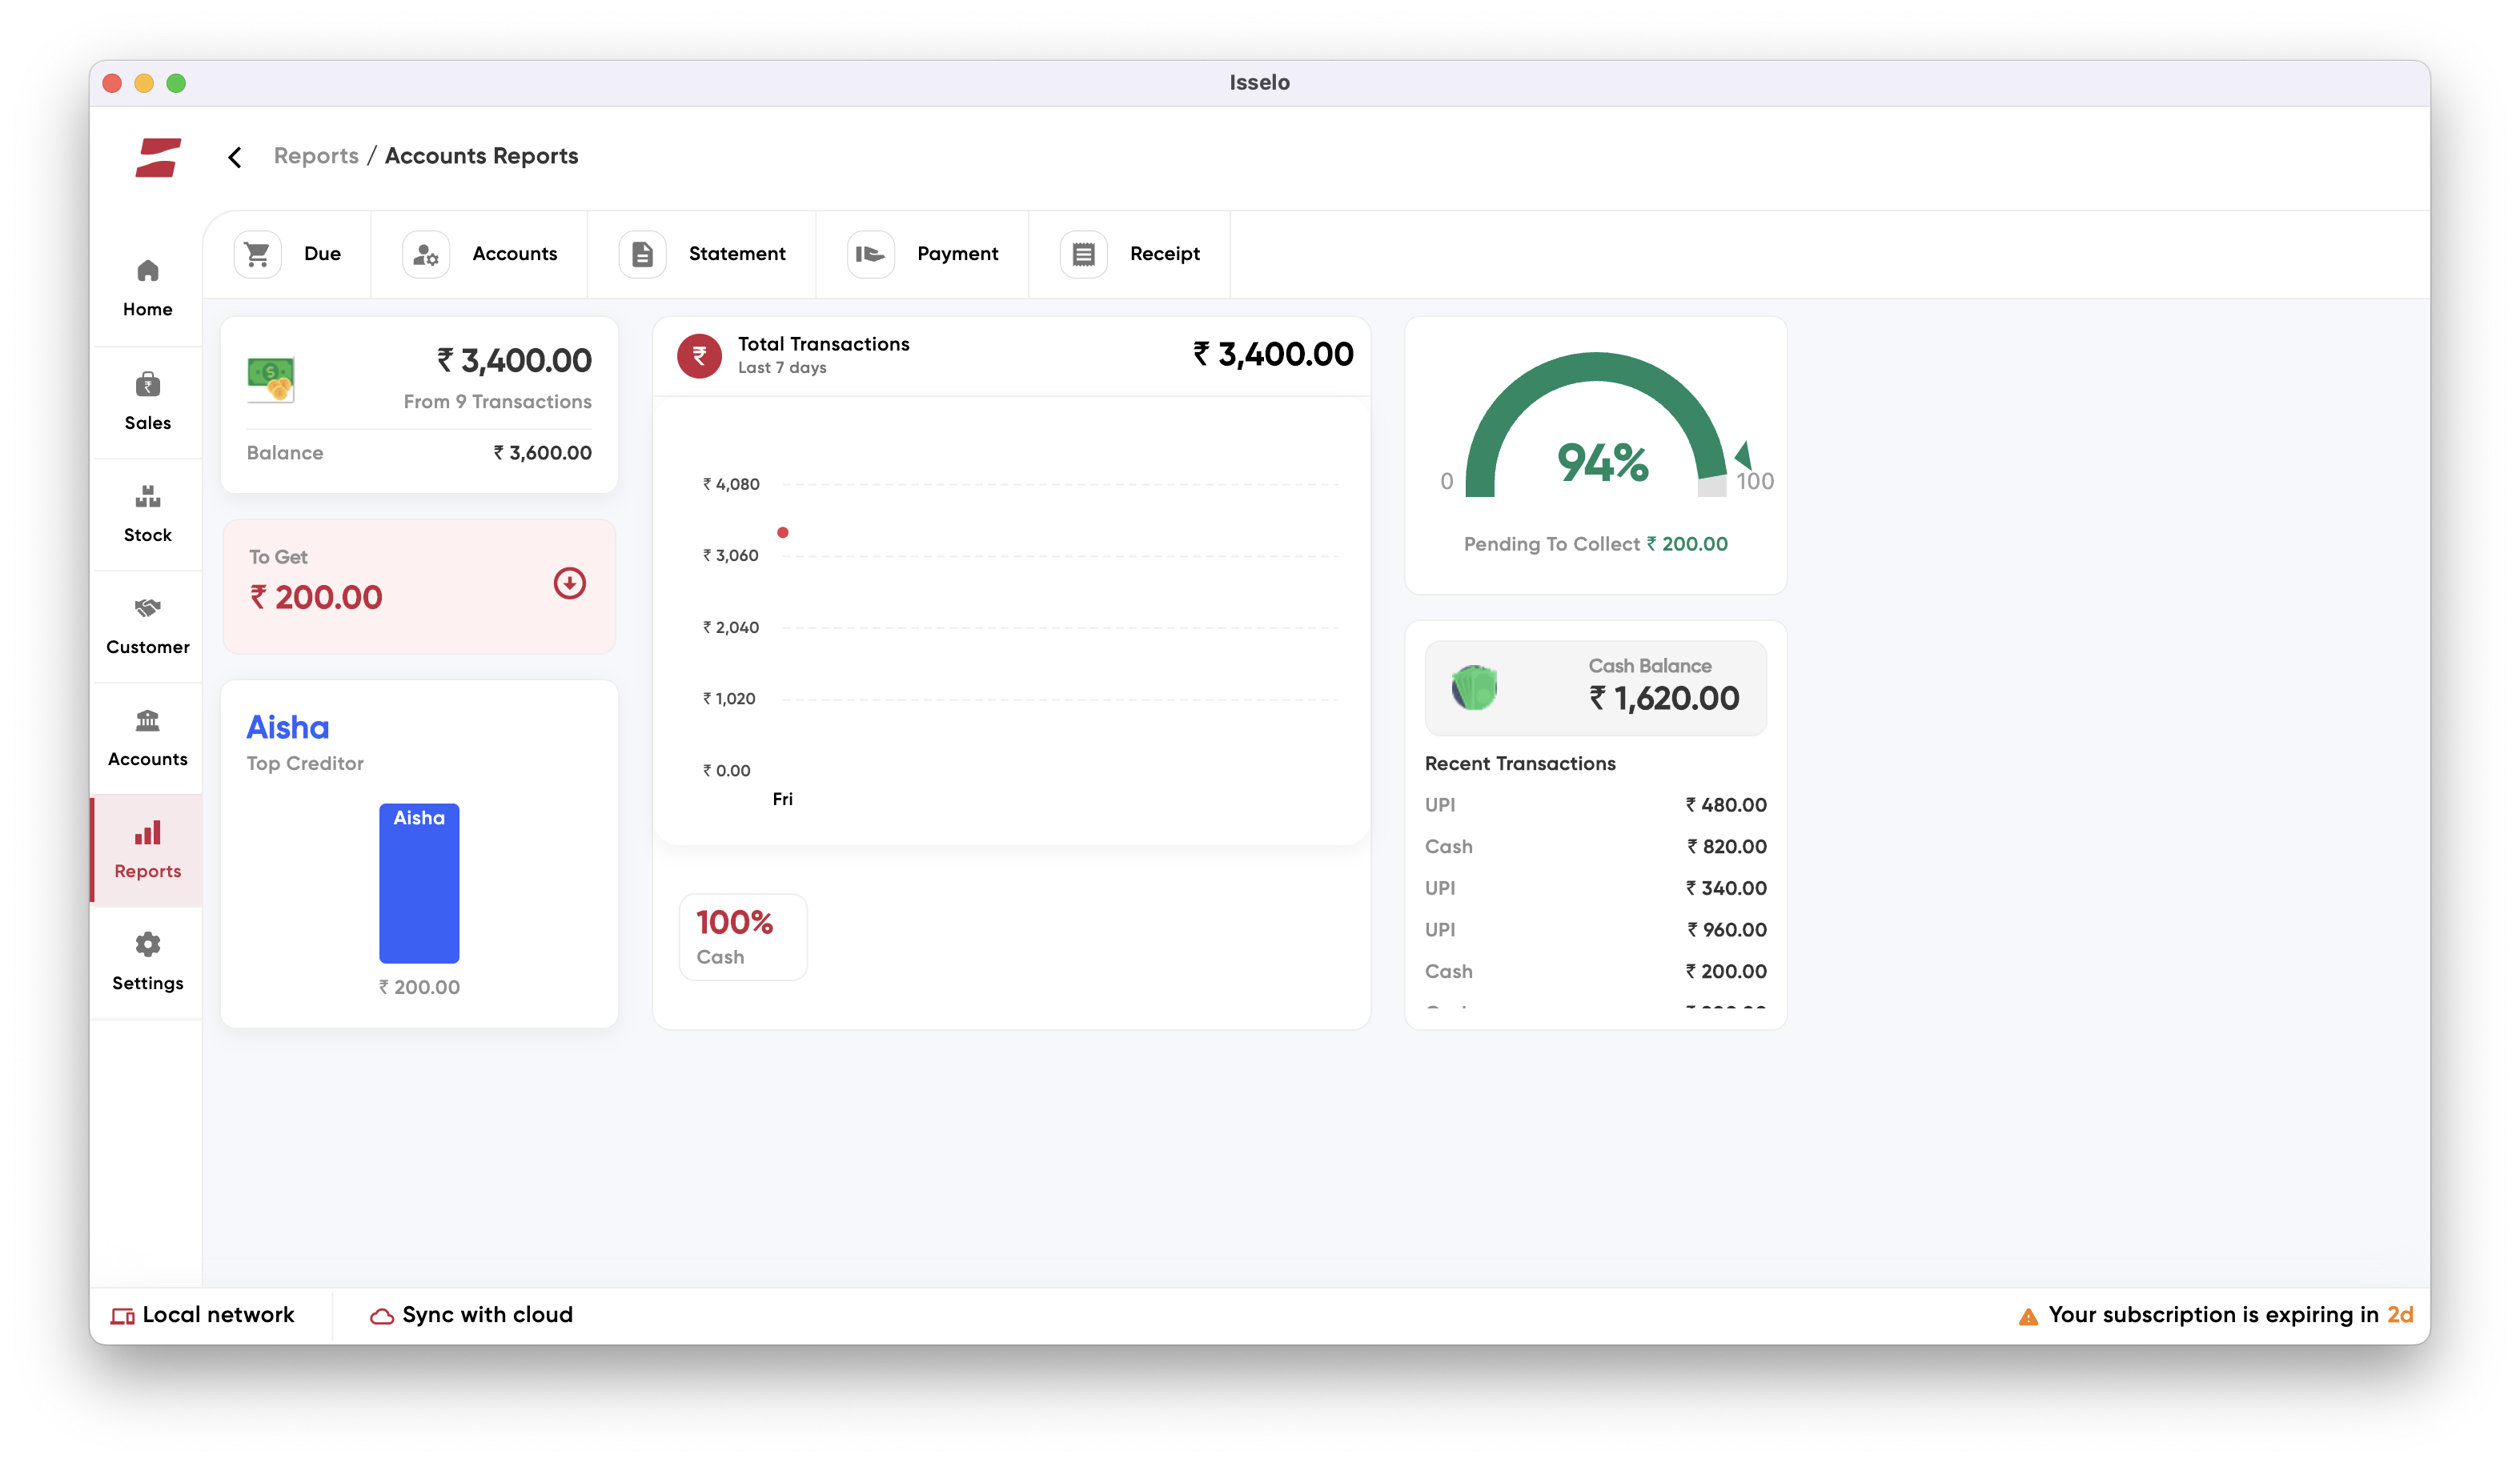 Isselo
Reports / Accounts Reports
Due
Accounts
Statement
Payment
Receipt
Home
Sales
Stock
Customer
Accounts
Reports
Settings
₹ 3,400.00
From 9 Transactions
Balance ₹ 3,600.00
To Get
₹ 200.00
Aisha
Top Creditor
Aisha
₹ 200.00
Total Transactions
Last 7 days
₹ 3,400.00
₹ 4,080
₹ 3,060
₹ 2,040
₹ 1,020
₹ 0.00
Fri
100%
Cash
94%
0
100
Pending To Collect ₹ 200.00
Cash Balance
₹ 1,620.00
Recent Transactions
UPI ₹ 480.00
Cash ₹ 820.00
UPI ₹ 340.00
UPI ₹ 960.00
Cash ₹ 200.00
Local network
Sync with cloud
Your subscription is expiring in 2d